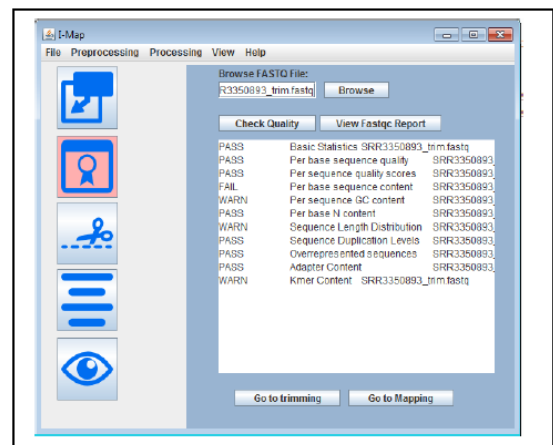 I-Map
File Preprocessing Processing View Help
Browse FASTQ File:
R3350893_trim.fastq Browse
Check Quality View Fastqc Report
PASS Basic Statistics SRR3350893_trim.fastq
PASS Per base sequence quality SRR3350893_
PASS Per sequence quality scores SRR3350893_
FAIL Per base sequence content SRR3350893_
WARN Per sequence GC content SRR3350893_
PASS Per base N content SRR3350893_
WARN Sequence Length Distribution SRR3350893_
PASS Sequence Duplication Levels SRR3350893_
PASS Overrepresented sequences SRR3350893_
PASS Adapter Content SRR3350893_
WARN Kmer Content SRR3350893_trim.fastq
Go to trimming Go to Mapping